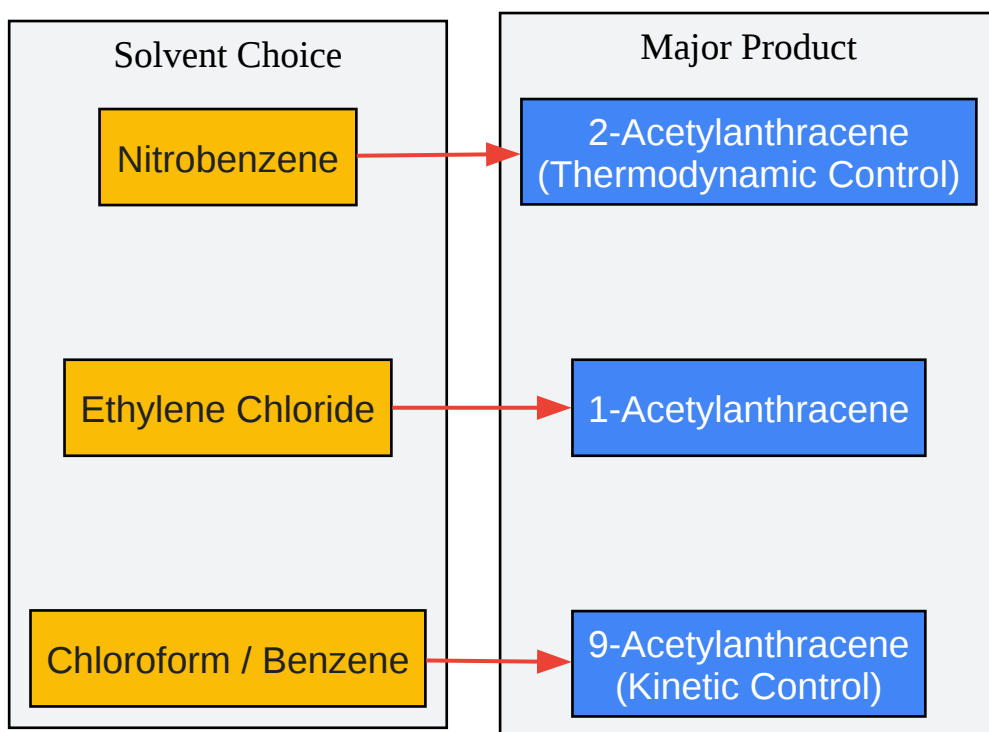 Solvent Choice
Major Product
Nitrobenzene
2-Acetylanthracene
(Thermodynamic Control)
Ethylene Chloride
1-Acetylanthracene
Chloroform / Benzene
9-Acetylanthracene
(Kinetic Control)